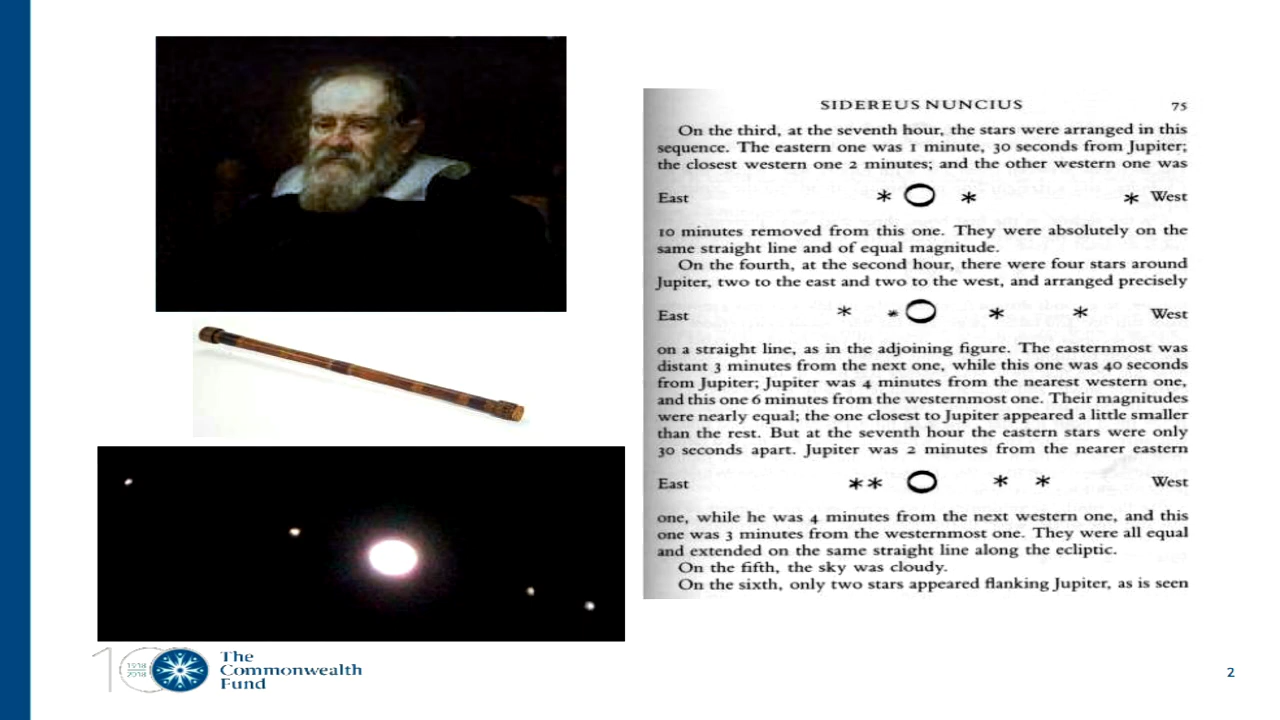 SIDEREUS NUNCIUS 75
On the third, at the seventh hour, the stars were arranged in this
sequence. The eastern one was 1 minute, 30 seconds from Jupiter;
the closest western one 2 minutes; and the other western one was
East * O * * West
10 minutes removed from this one. They were absolutely on the
same straight line and of equal magnitude.
On the fourth, at the second hour, there were four stars around
Jupiter, two to the east and two to the west, and arranged precisely
East * * O * * West
on a straight line, as in the adjoining figure. The easternmost was
distant 3 minutes from the next one, while this one was 40 seconds
from Jupiter; Jupiter was 4 minutes from the nearest western one,
and this one 6 minutes from the westernmost one. Their magnitudes
were nearly equal; the one closest to Jupiter appeared a little smaller
than the rest. But at the seventh hour the eastern stars were only
30 seconds apart. Jupiter was 2 minutes from the nearer eastern
East ** O * * West
one, while he was 4 minutes from the next western one, and this
one was 3 minutes from the westernmost one. They were all equal
and extended on the same straight line along the ecliptic.
On the fifth, the sky was cloudy.
On the sixth, only two stars appeared flanking Jupiter, as is seen
100
1918
2018
The
Commonwealth
Fund
2